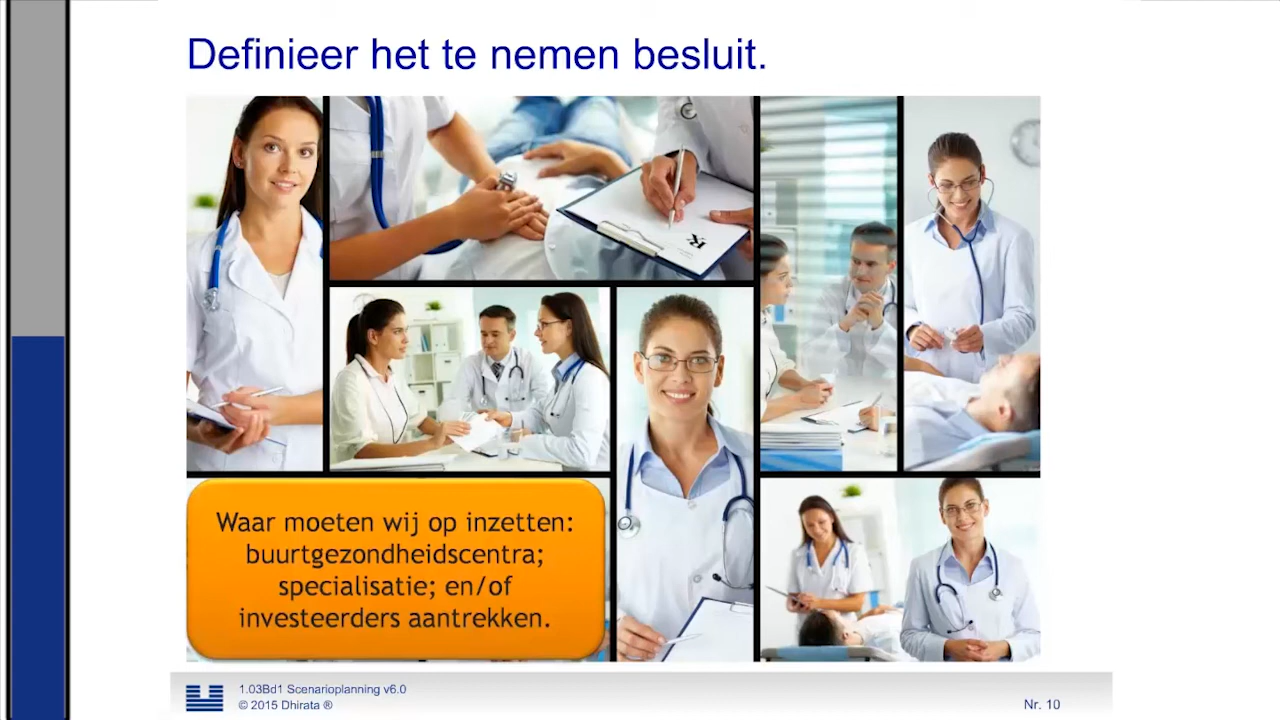 Definieer het te nemen besluit.
Rx
Waar moeten wij op inzetten:
buurtgezondheidscentra;
specialisatie; en/of
investeerders aantrekken.
1.03Bd1 Scenarioplanning v6.0
© 2015 Dhirata ®
Nr. 10